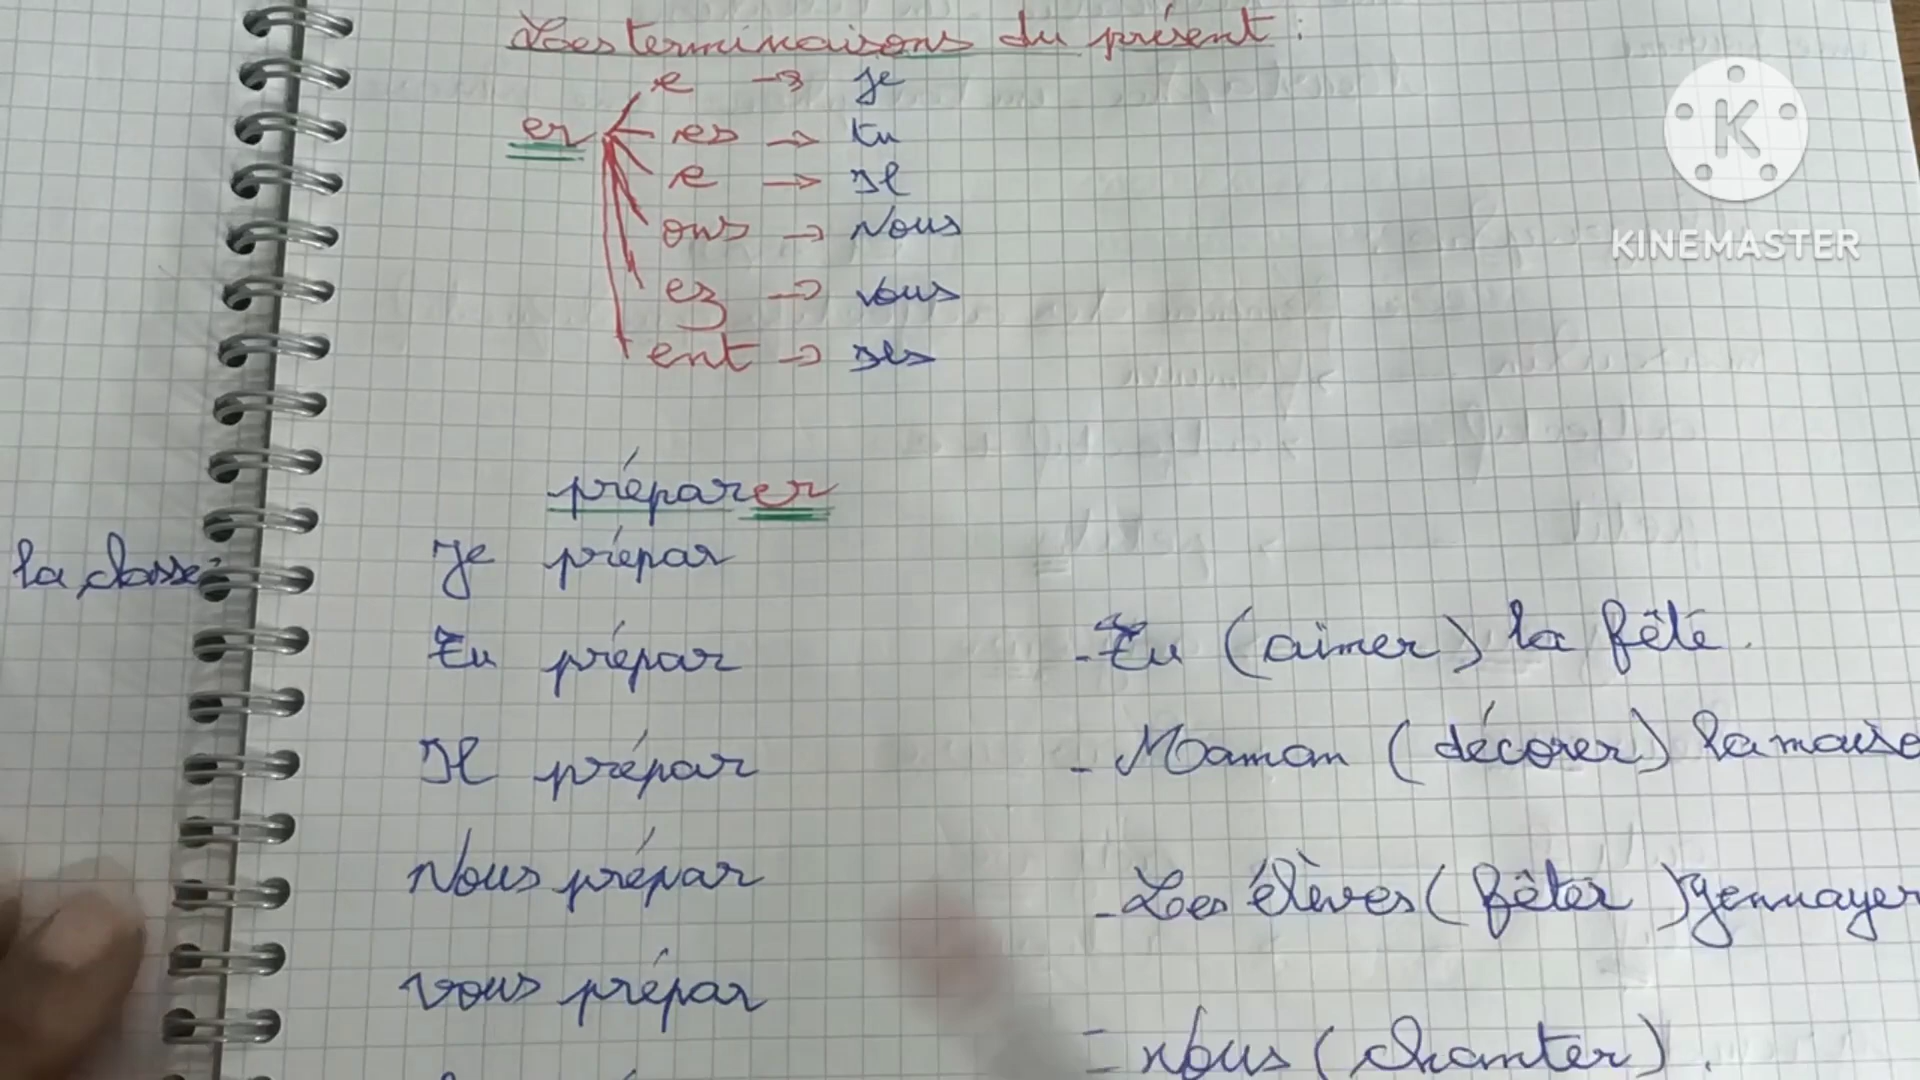 Les terminaisons du présent :
er
e → Je
es → tu
e → Il
ons → Nous
ez → vous
ent → Ils
préparer
la classe.
Je prépar
Tu prépar
Il prépar
Nous prépar
vous prépar
- Tu (aimer) la fête.
- Maman (décorer) la maiso
- Les élèves (fêter) Yennayer
- Nous (chanter).
K
KINEMASTER